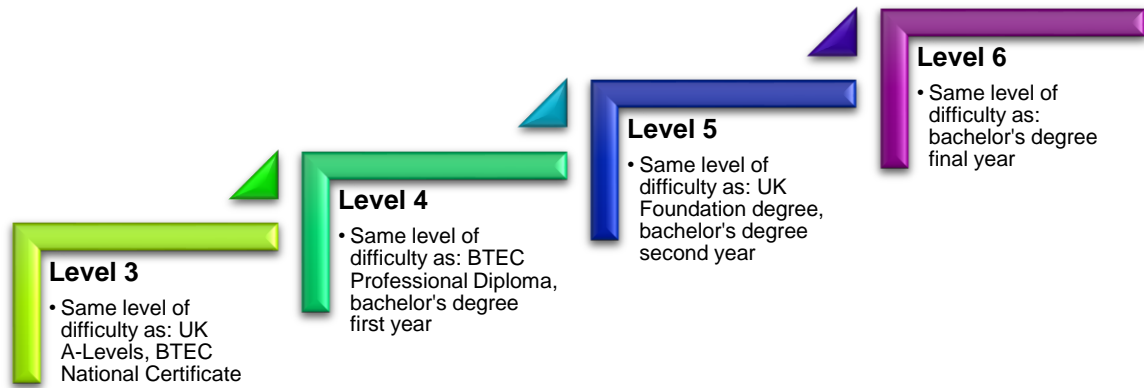 Level 3
• Same level of
difficulty as: UK
A-Levels, BTEC
National Certificate
Level 4
• Same level of
difficulty as: BTEC
Professional Diploma,
bachelor's degree
first year
Level 5
• Same level of
difficulty as: UK
Foundation degree,
bachelor's degree
second year
Level 6
• Same level of
difficulty as:
bachelor's degree
final year